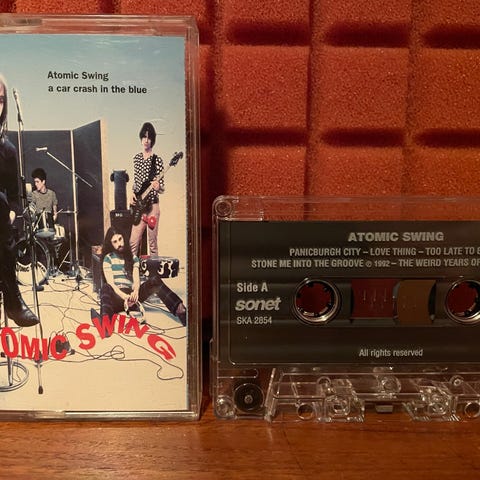 Atomic Swing
a car crash in the blue
OMIC SWING
ATOMIC SWING
PANICBURGH CITY – LOVE THING – TOO LATE TO
STONE ME INTO THE GROOVE ℗ 1992 – THE WEIRD YEARS OF
Side A
sonet
SKA 2854
All rights reserved